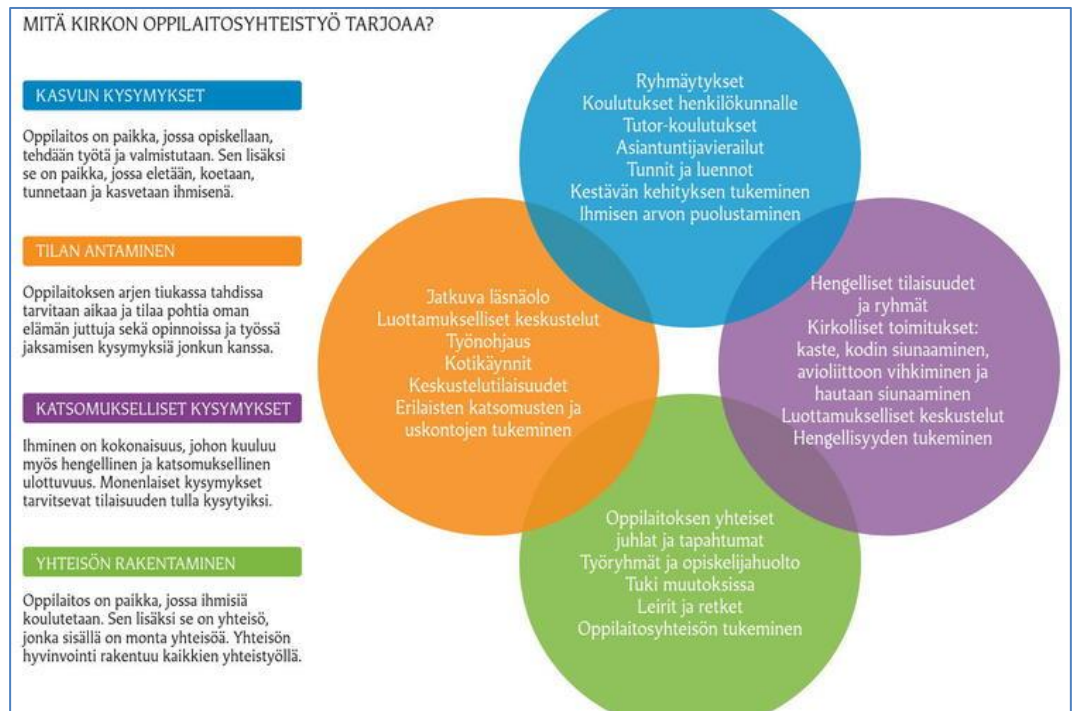 MITÄ KIRKON OPPILAITOSYHTEISTYÖ TARJOAA?
KASVUN KYSYMYKSET
Oppilaitos on paikka, jossa opiskellaan,
tehdään työtä ja valmistutaan. Sen lisäksi
se on paikka, jossa eletään, koetaan,
tunnetaan ja kasvetaan ihmisenä.
TILAN ANTAMINEN
Oppilaitoksen arjen tiukassa tahdissa
tarvitaan aikaa ja tilaa pohtia oman
elämän juttuja sekä opinnoissa ja työssä
jaksamisen kysymyksiä jonkun kanssa.
KATSOMUKSELLISET KYSYMYKSET
Ihminen on kokonaisuus, johon kuuluu
myös hengellinen ja katsomuksellinen
ulottuvuus. Monenlaiset kysymykset
tarvitsevat tilaisuuden tulla kysytyiksi.
YHTEISÖN RAKENTAMINEN
Oppilaitos on paikka, jossa ihmisiä
koulutetaan. Sen lisäksi se on yhteisö,
jonka sisällä on monta yhteisöä. Yhteisön
hyvinvointi rakentuu kaikkien yhteistyöllä.
Ryhmäytykset
Koulutukset henkilökunnalle
Tutor-koulutukset
Asiantuntijavierailut
Tunnit ja luennot
Kestävän kehityksen tukeminen
Ihmisen arvon puolustaminen
Jatkuva läsnäolo
Luottamukselliset keskustelut
Työnohjaus
Kotikäynnit
Keskustelutilaisuudet
Erilaisten katsomusten ja
uskontojen tukeminen
Hengelliset tilaisuudet
ja ryhmät
Kirkolliset toimitukset:
kaste, kodin siunaaminen,
avioliittoon vihkiminen ja
hautaan siunaaminen
Luottamukselliset keskustelut
Hengellisyyden tukeminen
Oppilaitoksen yhteiset
juhlat ja tapahtumat
Työryhmät ja opiskelijahuolto
Tuki muutoksissa
Leirit ja retket
Oppilaitosyhteisön tukeminen